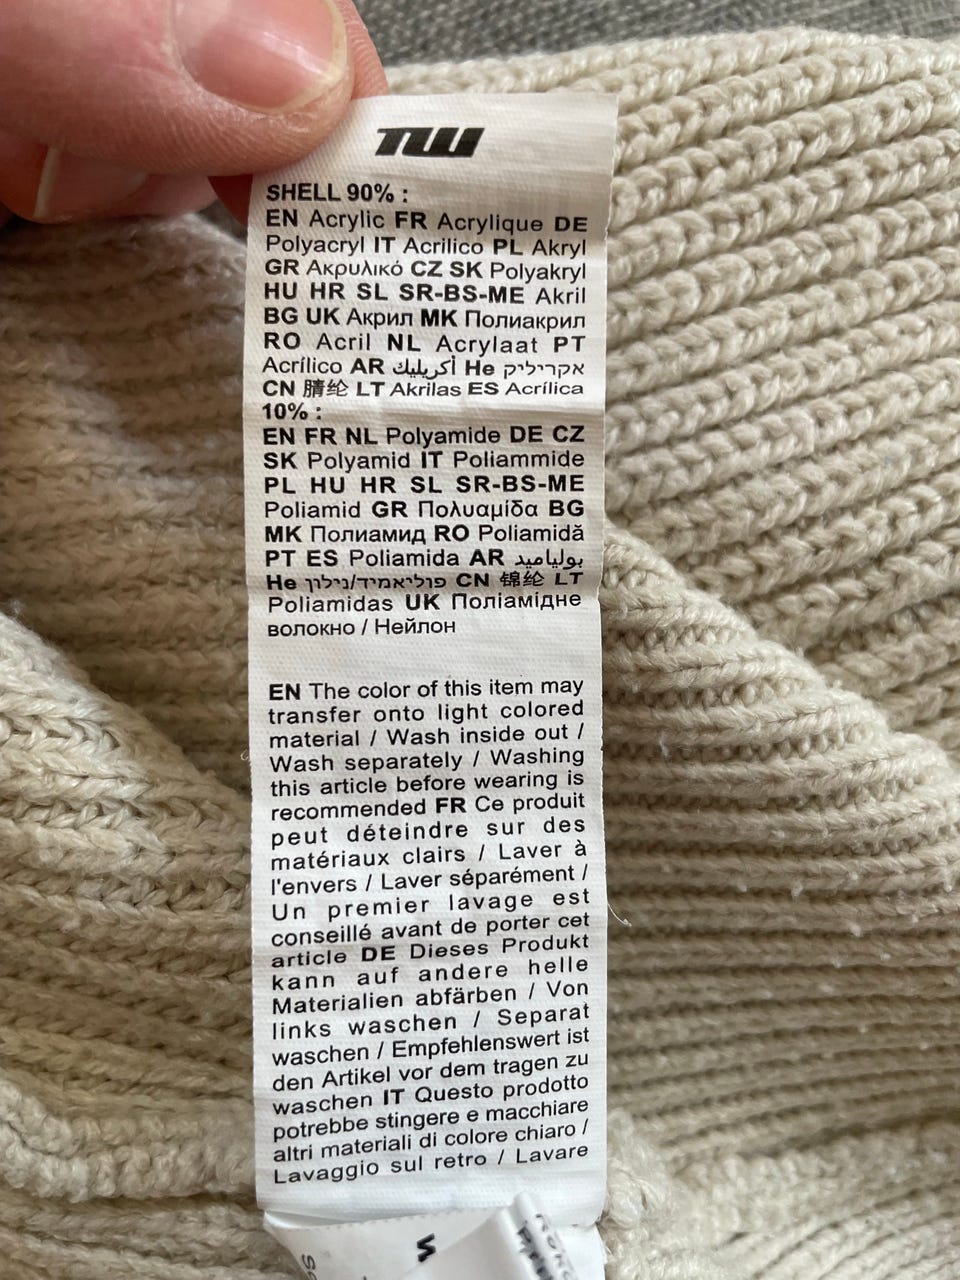 TW
SHELL 90% :
EN Acrylic FR Acrylique DE
Polyacryl IT Acrilico PL Akryl
GR Ακρυλικό CZ SK Polyakryl
HU HR SL SR-BS-ME Akril
BG UK Акрил MK Полиакрил
RO Acril NL Acrylaat PT
Acrílico AR أكريليك He אקריליק
CN 腈纶 LT Akrilas ES Acrílica
10% :
EN FR NL Polyamide DE CZ
SK Polyamid IT Poliammide
PL HU HR SL SR-BS-ME
Poliamid GR Πολυαμίδα BG
MK Полиамид RO Poliamidă
PT ES Poliamida AR بولياميد
He פוליאמיד/ניילון CN 锦纶 LT
Poliamidas UK Поліамідне
волокно / Нейлон
EN The color of this item may
transfer onto light colored
material / Wash inside out /
Wash separately / Washing
this article before wearing is
recommended FR Ce produit
peut déteindre sur des
matériaux clairs / Laver à
l'envers / Laver séparément /
Un premier lavage est
conseillé avant de porter cet
article DE Dieses Produkt
kann auf andere helle
Materialien abfärben / Von
links waschen / Separat
waschen / Empfehlenswert ist
den Artikel vor dem tragen zu
waschen IT Questo prodotto
potrebbe stingere e macchiare
altri materiali di colore chiaro /
Lavaggio sul retro / Lavare